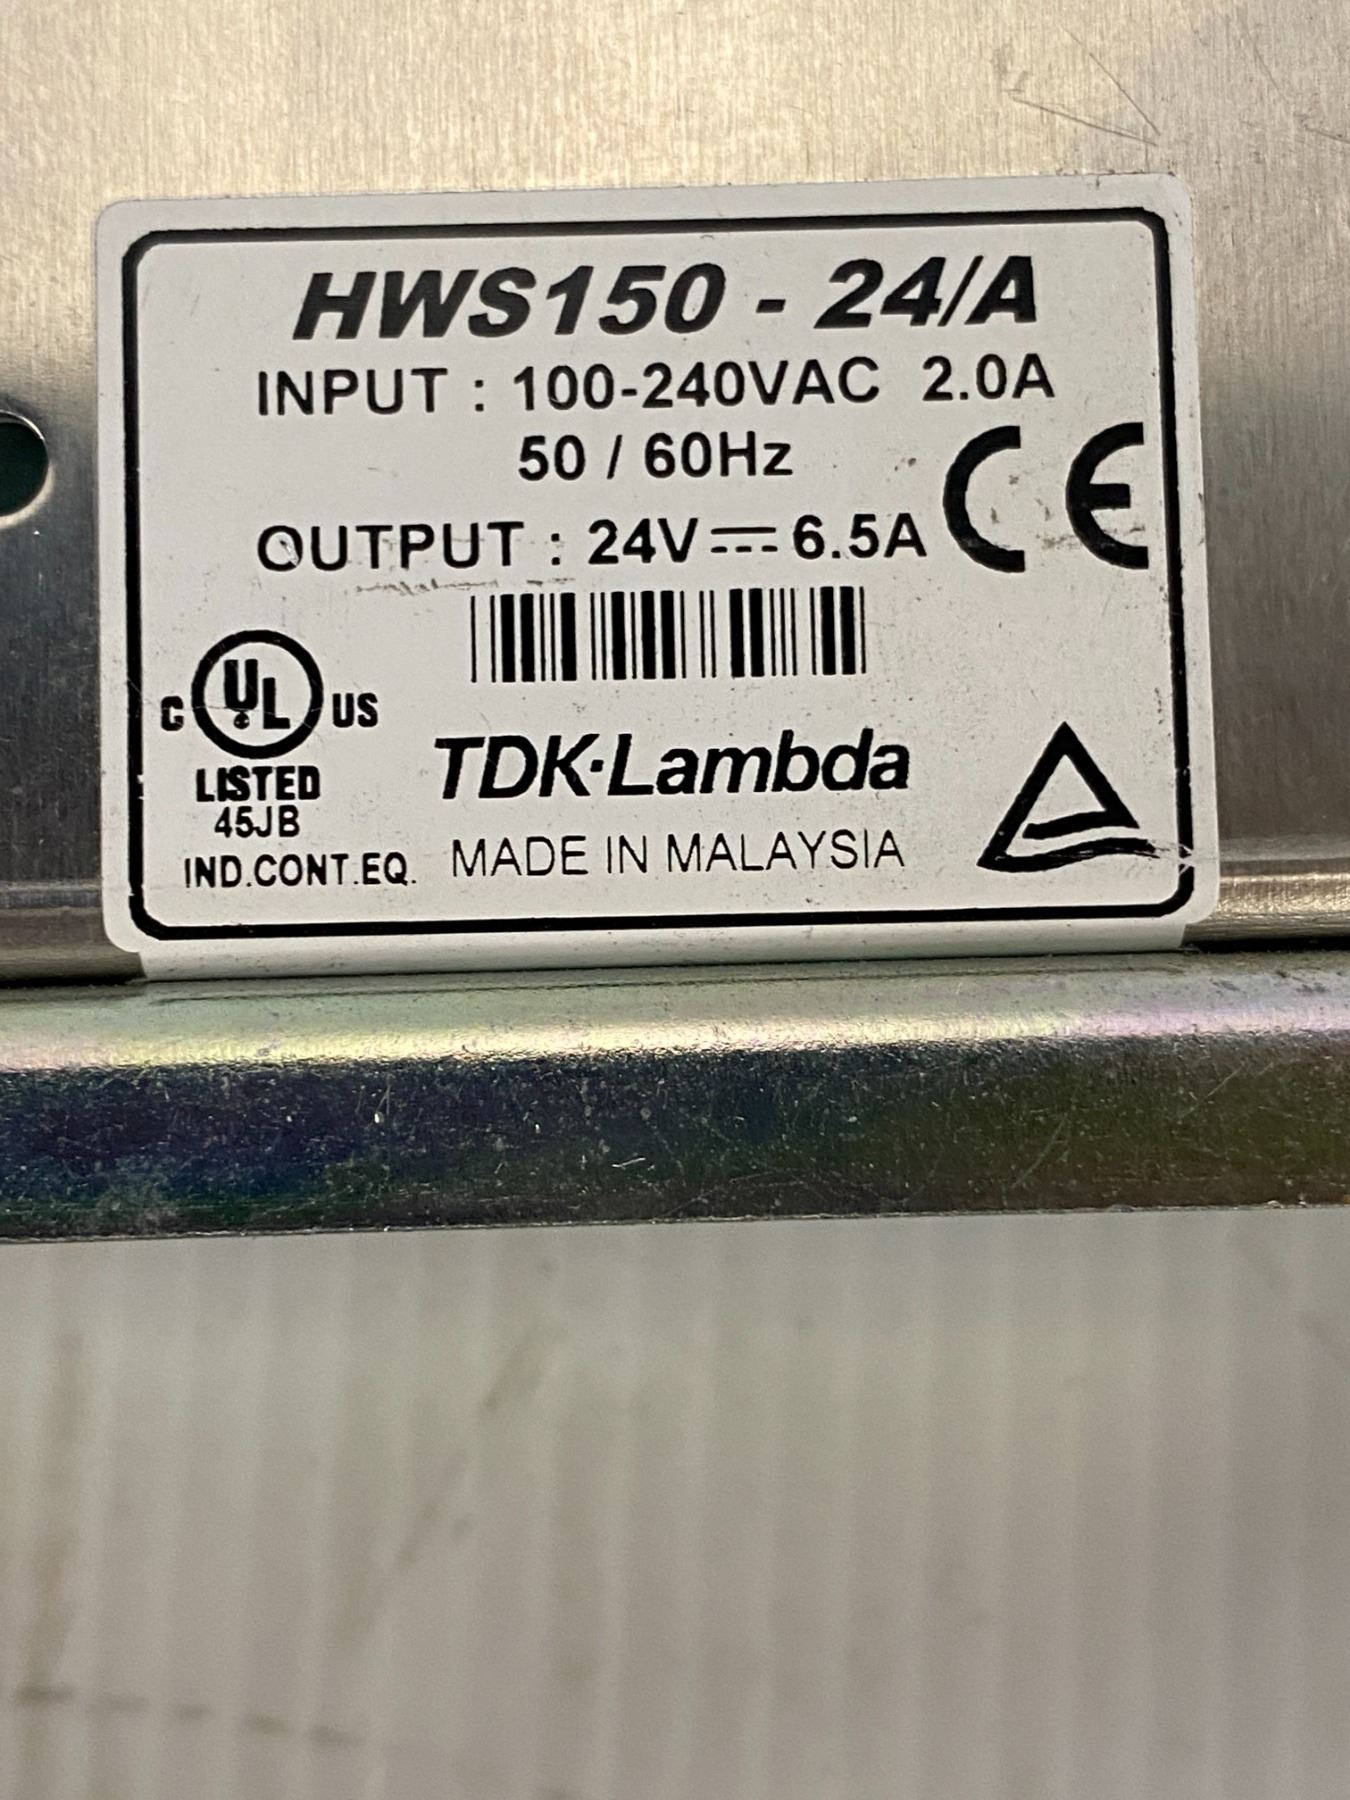 HWS150 - 24/A
INPUT : 100-240VAC 2.0A
50 / 60Hz
OUTPUT : 24V⎓6.5A
CE
C UL US
LISTED
45JB
IND.CONT.EQ.
TDK·Lambda
MADE IN MALAYSIA